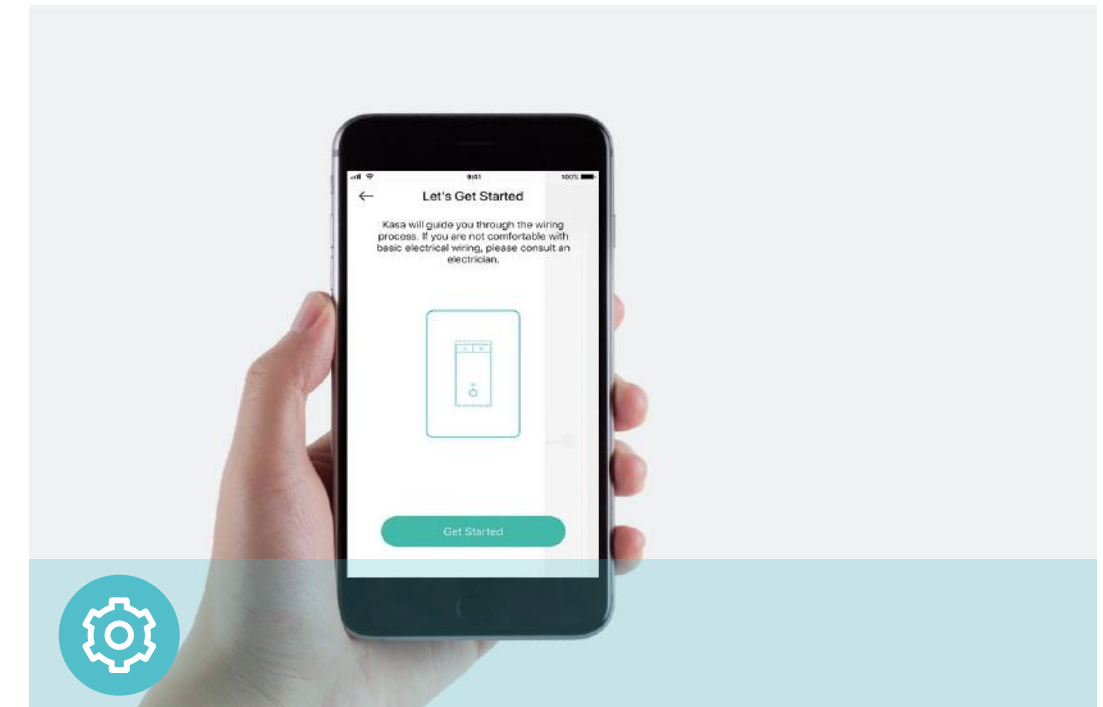 9:41
100%
Let's Get Started
Kasa will guide you through the wiring
process. If you are not comfortable with
basic electrical wiring, please consult an
electrician.
Get Started